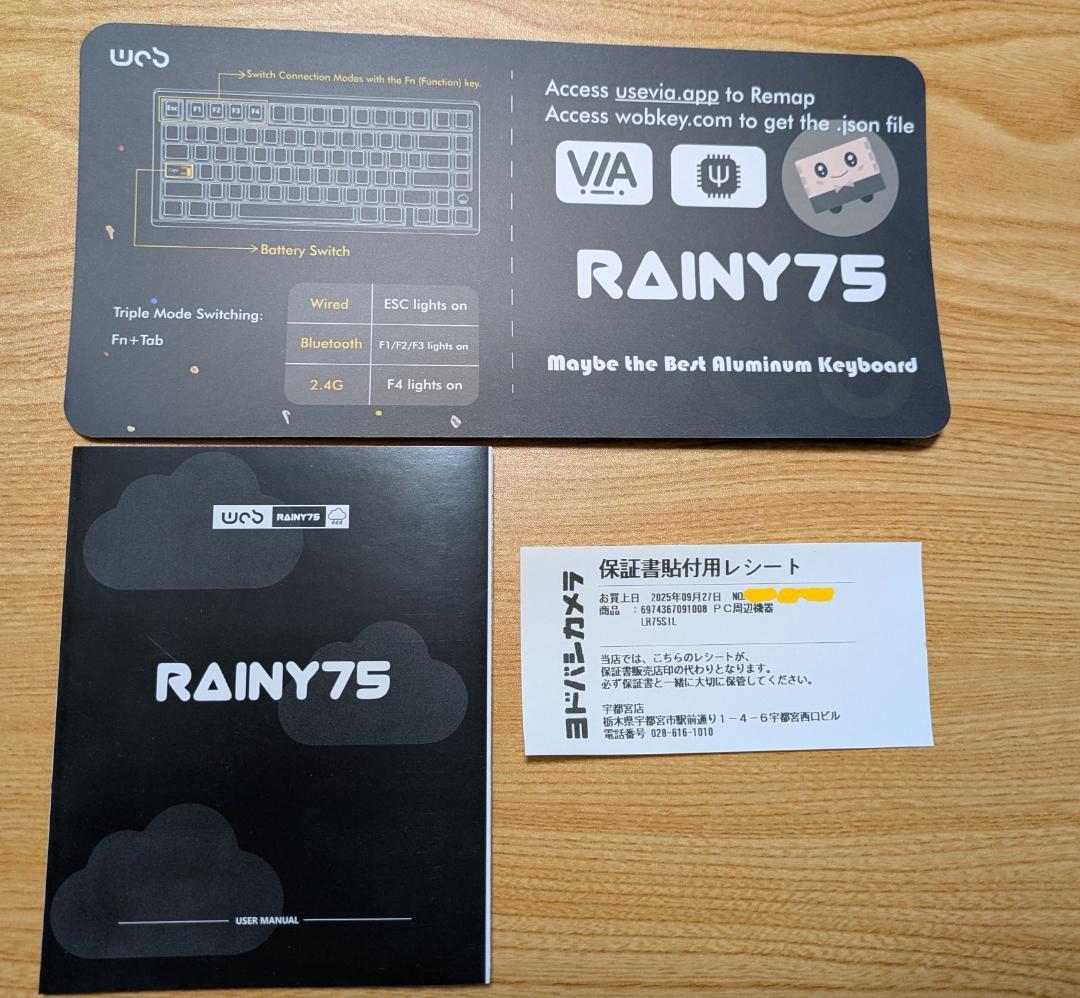 wob
Switch Connection Modes with the Fn (Function) key.
Esc F1 F2 F3 F4
Caps
Battery Switch
Triple Mode Switching:
Fn+Tab
Wired ESC lights on
Bluetooth F1/F2/F3 lights on
2.4G F4 lights on
Access usevia.app to Remap
Access wobkey.com to get the .json file
VIA
RAINY75
Maybe the Best Aluminum Keyboard
wob RAINY75
RAINY75
USER MANUAL
ヨドバシカメラ
保証書貼付用レシート
お買上日 2025年09月27日 NO.
商品 :6974367091008 PC周辺機器
LR75SIL
当店では、こちらのレシートが、
保証書販売店印の代わりとなります。
必ず保証書と一緒に大切に保管してください。
宇都宮店
栃木県宇都宮市駅前通り1-4-6宇都宮西口ビル
電話番号 028-616-1010